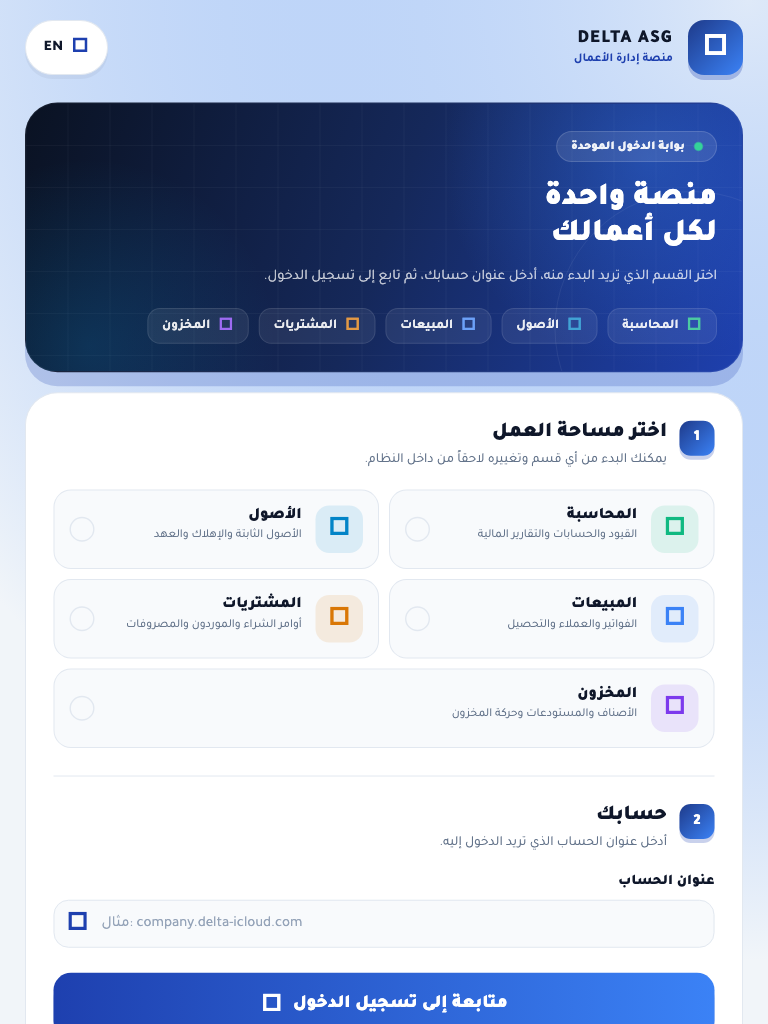 DELTA ASG
منصة إدارة الأعمال
EN
بوابة الدخول الموحدة
منصة واحدة
لكل أعمالك
اختر القسم الذي تريد البدء منه، أدخل عنوان حسابك، ثم تابع إلى تسجيل الدخول.
المحاسبة
الأصول
المبيعات
المشتريات
المخزون
1
اختر مساحة العمل
يمكنك البدء من أي قسم وتغييره لاحقاً من داخل النظام.
المحاسبة
القيود والحسابات والتقارير المالية
الأصول
الأصول الثابتة والإهلاك والعهد
المبيعات
الفواتير والعملاء والتحصيل
المشتريات
أوامر الشراء والموردون والمصروفات
المخزون
الأصناف والمستودعات وحركة المخزون
2
حسابك
أدخل عنوان الحساب الذي تريد الدخول إليه.
عنوان الحساب
مثال: company.delta-icloud.com
متابعة إلى تسجيل الدخول